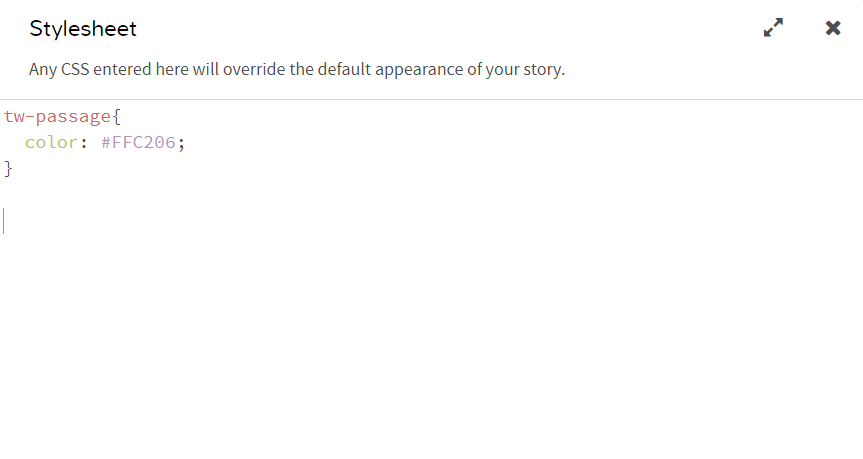 Stylesheet
Any CSS entered here will override the default appearance of your story.
tw-passage{
  color: #FFC206;
}